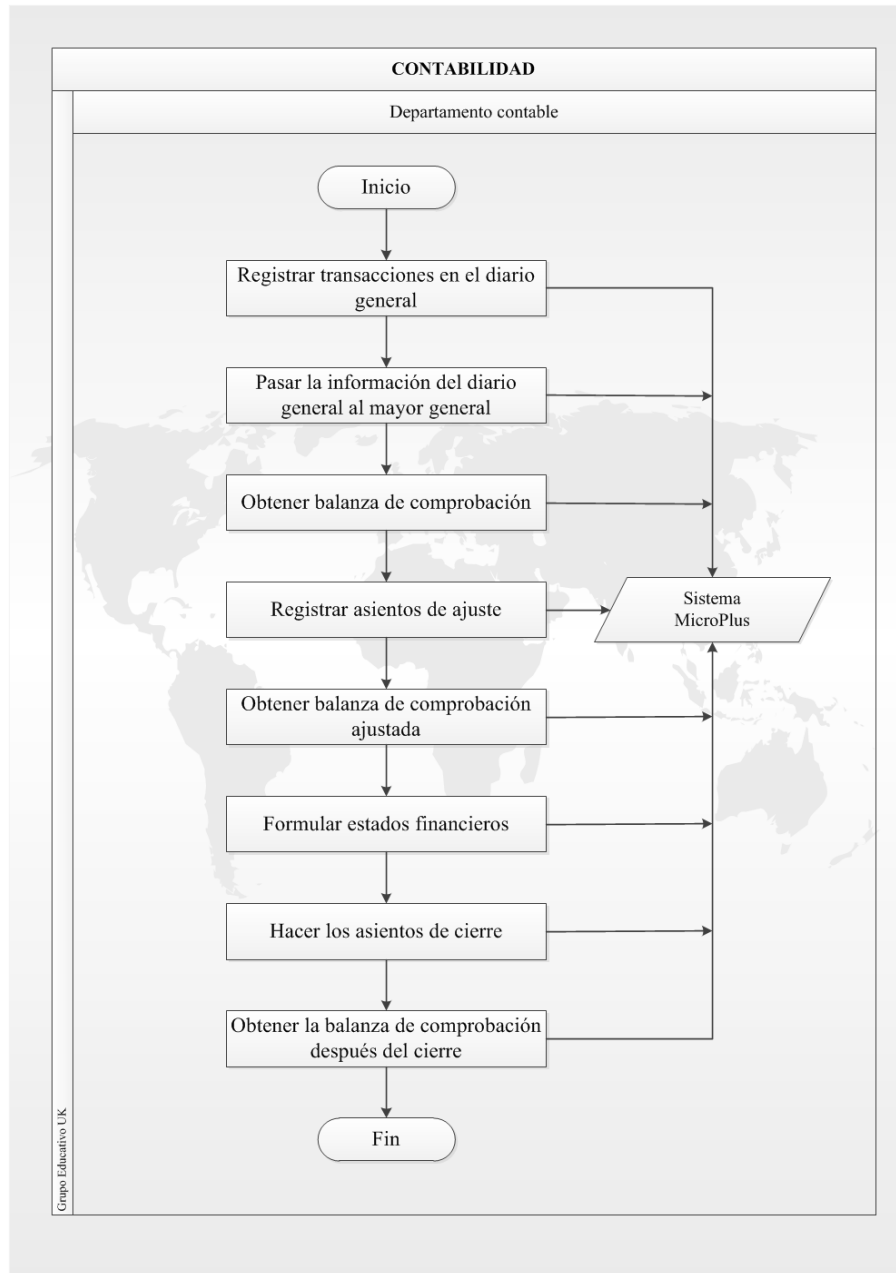 CONTABILIDAD
Departamento contable
Inicio
Registrar transacciones en el diario
general
Pasar la información del diario
general al mayor general
Obtener balanza de comprobación
Registrar asientos de ajuste
Sistema
MicroPlus
Obtener balanza de comprobación
ajustada
Formular estados financieros
Hacer los asientos de cierre
Obtener la balanza de comprobación
después del cierre
Fin
Grupo Educativo UK